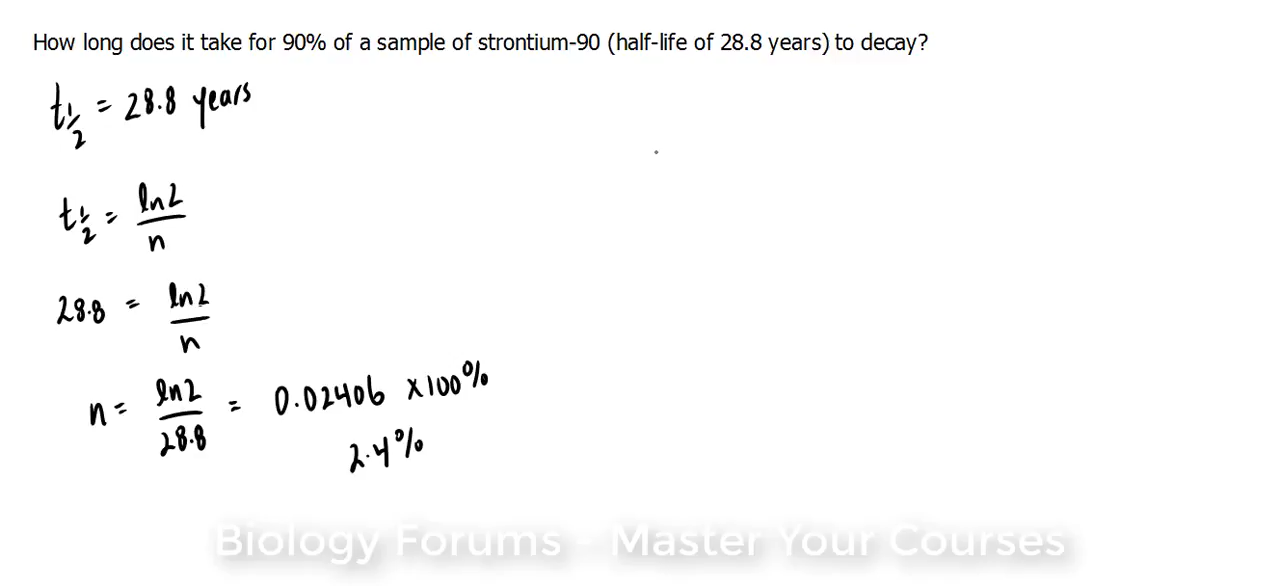 How long does it take for 90% of a sample of strontium-90 (half-life of 28.8 years) to decay?
t1/2 = 28.8 years
t1/2 = ln2/n
28.8 = ln2/n
n = ln2/28.8 = 0.02406 ×100%
2.4%
Biology Forums - Master Your Courses